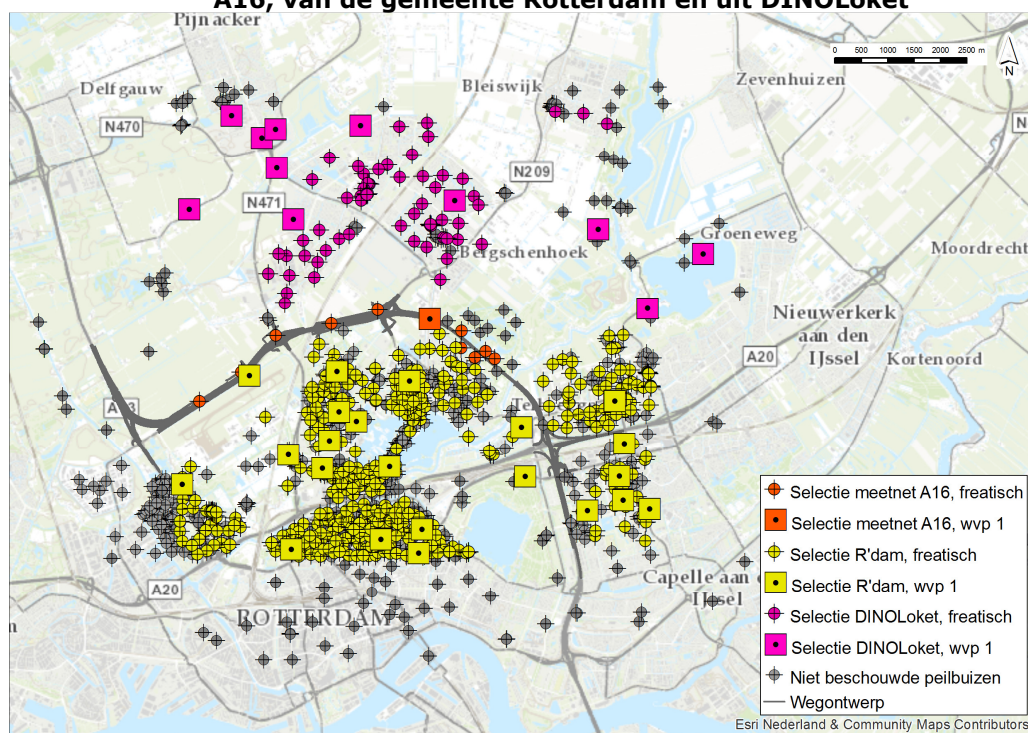 A16, van de gemeente Rotterdam en uit DINOLoket
Pijnacker
0 500 1000 1500 2000 2500 m
N
Delfgauw
Bleiswijk
Zevenhuizen
N470
N209
N471
Groeneweg
Bergschenhoek
Moordrecht
Nieuwerkerk
aan den
IJssel
A20
Kortenoord
A20
Capelle aan
IJssel
ROTTERDAM
Selectie meetnet A16, freatisch
Selectie meetnet A16, wvp 1
Selectie R'dam, freatisch
Selectie R'dam, wvp 1
Selectie DINOLoket, freatisch
Selectie DINOLoket, wvp 1
Niet beschouwde peilbuizen
Wegontwerp
Esri Nederland & Community Maps Contributors